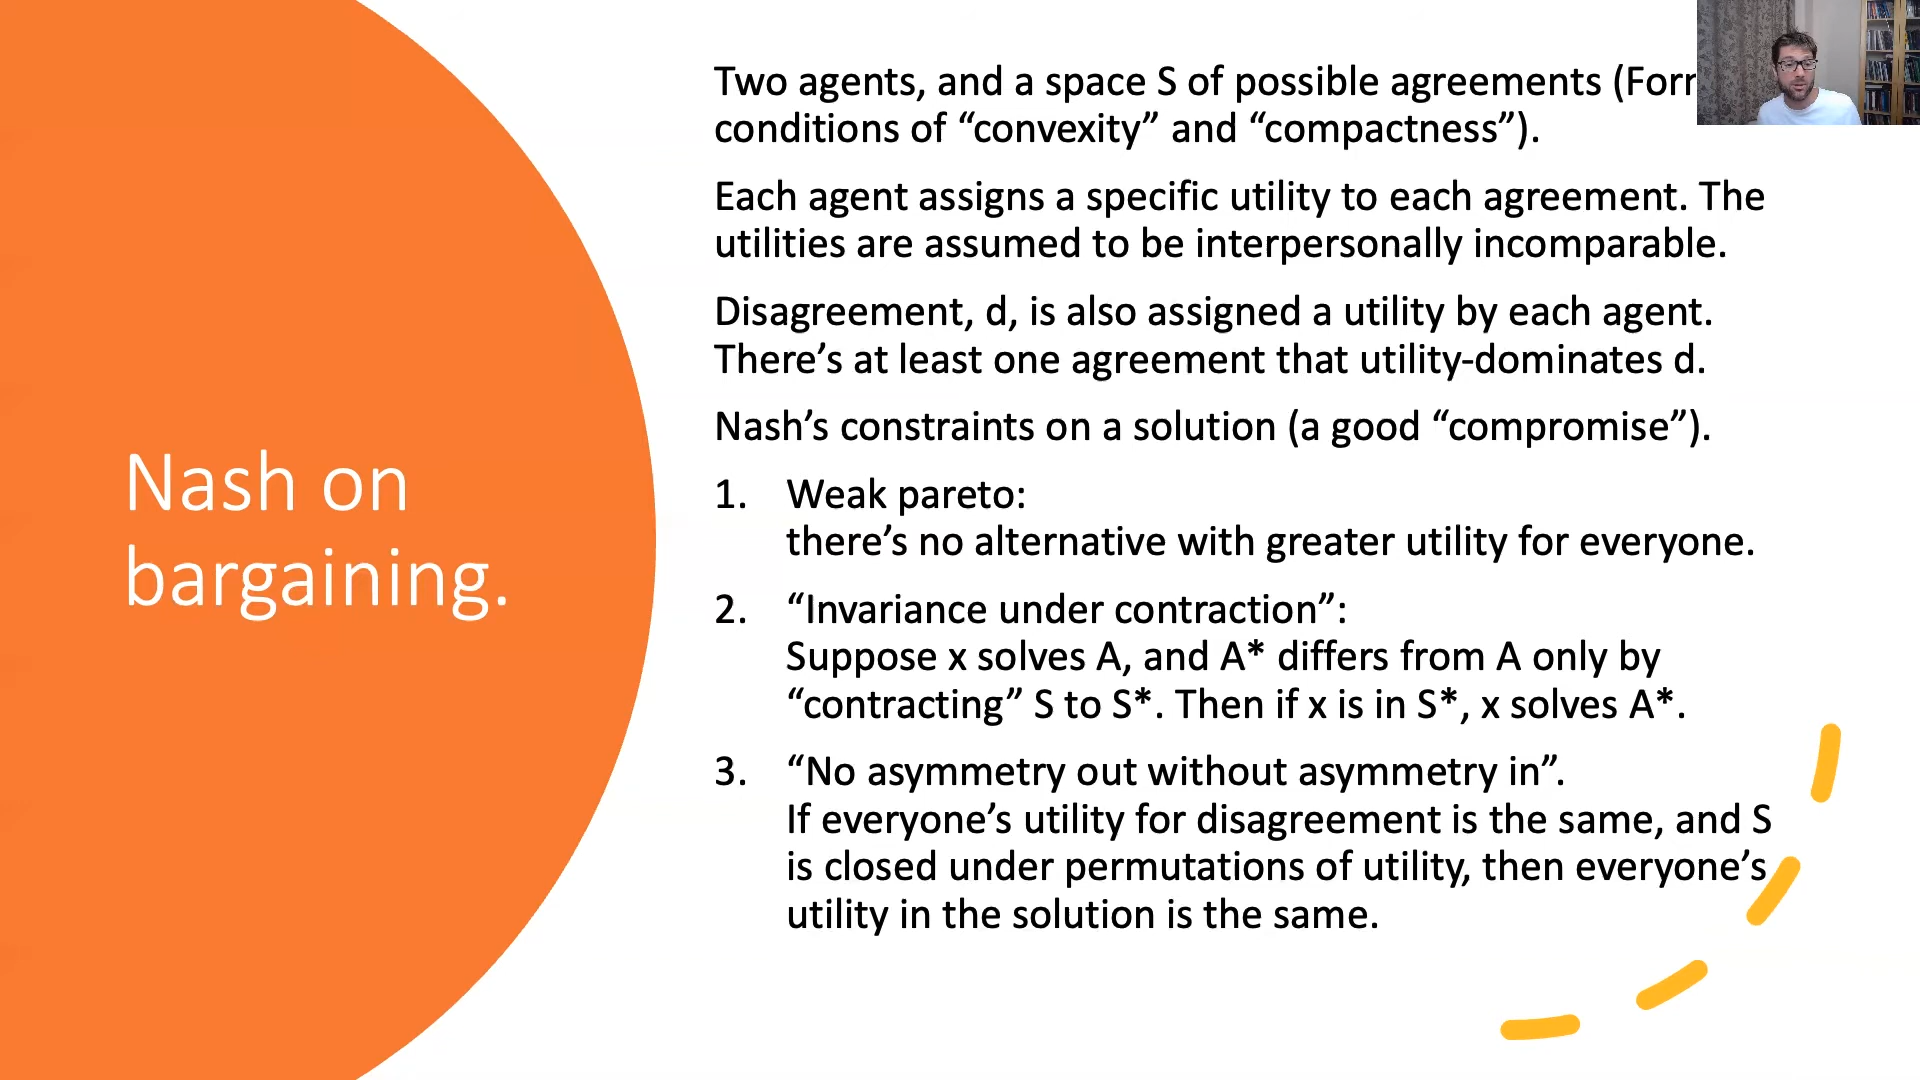 Nash on
bargaining.
Two agents, and a space S of possible agreements
conditions of “convexity” and “compactness”).
Each agent assigns a specific utility to each agreement. The
utilities are assumed to be interpersonally incomparable.
Disagreement, d, is also assigned a utility by each agent.
There’s at least one agreement that utility-dominates d.
Nash’s constraints on a solution (a good “compromise”).
1. Weak pareto:
there’s no alternative with greater utility for everyone.
2. “Invariance under contraction”:
Suppose x solves A, and A* differs from A only by
“contracting” S to S*. Then if x is in S*, x solves A*.
3. “No asymmetry out without asymmetry in”.
If everyone’s utility for disagreement is the same, and S
is closed under permutations of utility, then everyone’s
utility in the solution is the same.